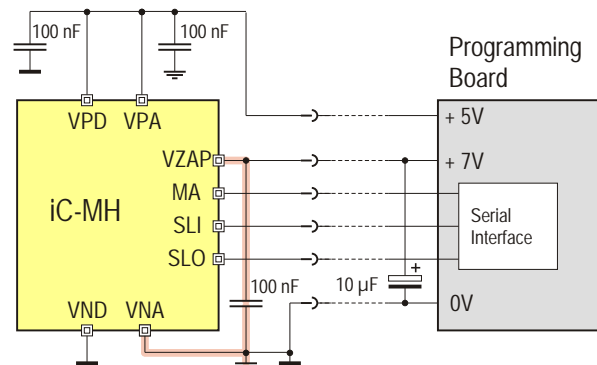 100 nF
100 nF
Programming
Board
VPD
VPA
+ 5V
VZAP
+ 7V
MA
iC-MH
SLI
Serial
Interface
SLO
100 nF
10 µF
+
VND
VNA
0V